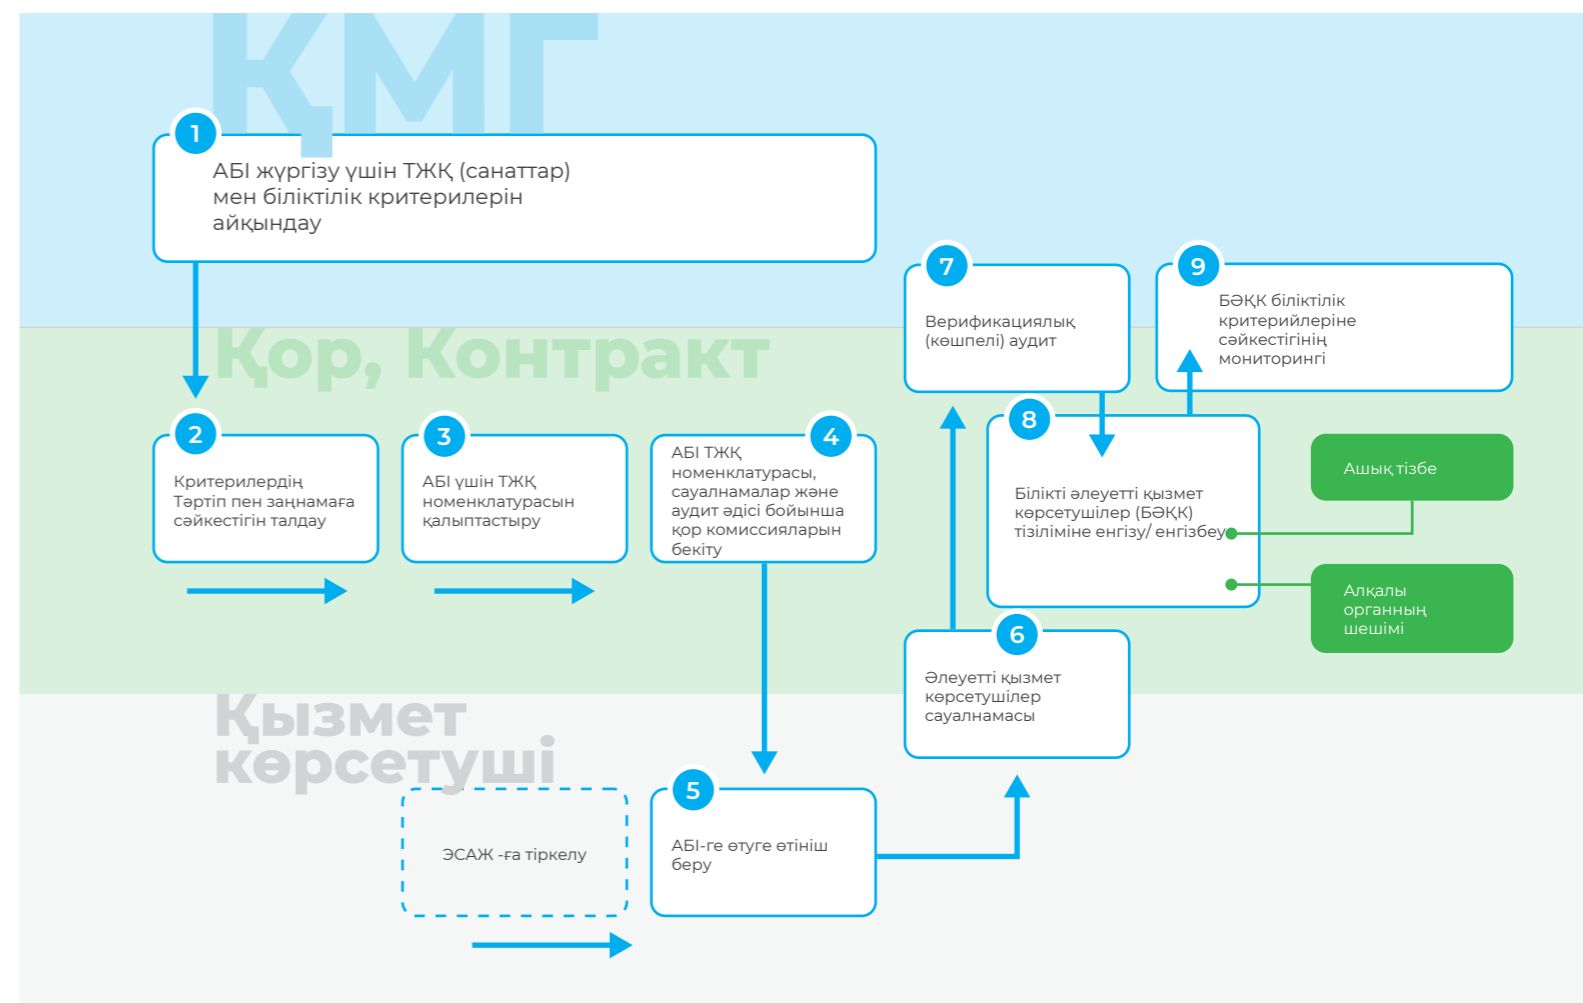 ҚМГ
1
АБІ жүргізу үшін ТЖҚ (санаттар)
мен біліктілік критерилерін
айқындау
Қор, Контракт
2
Критерилердің
Тәртіп пен заңнамаға
сәйкестігін талдау
3
АБІ үшін ТЖҚ
номенклатурасын
қалыптастыру
4
АБІ ТЖҚ
номенклатурасы,
сауалнамалар және
аудит әдісі бойынша
қор комиссияларын
бекіту
Қызмет
көрсетуші
ЭСАЖ -ға тіркелу
5
АБІ-ге өтуге өтініш
беру
6
Әлеуетті қызмет
көрсетушілер
сауалнамасы
7
Верификациялық
(көшпелі) аудит
8
Білікті әлеуетті қызмет
көрсетушілер (БӘҚК)
тізіліміне енгізу/ енгізбеу
Ашық тізбе
Алқалы
органның
шешімі
9
БӘҚК біліктілік
критерийлеріне
сәйкестігінің
мониторингі